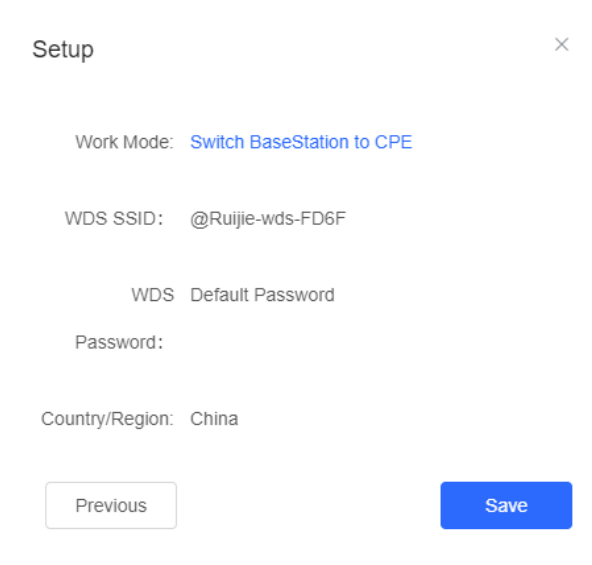 Setup
Work Mode: Switch BaseStation to CPE
WDS SSID: @Ruijie-wds-FD6F
WDS Default Password
Password:
Country/Region: China
Previous Save